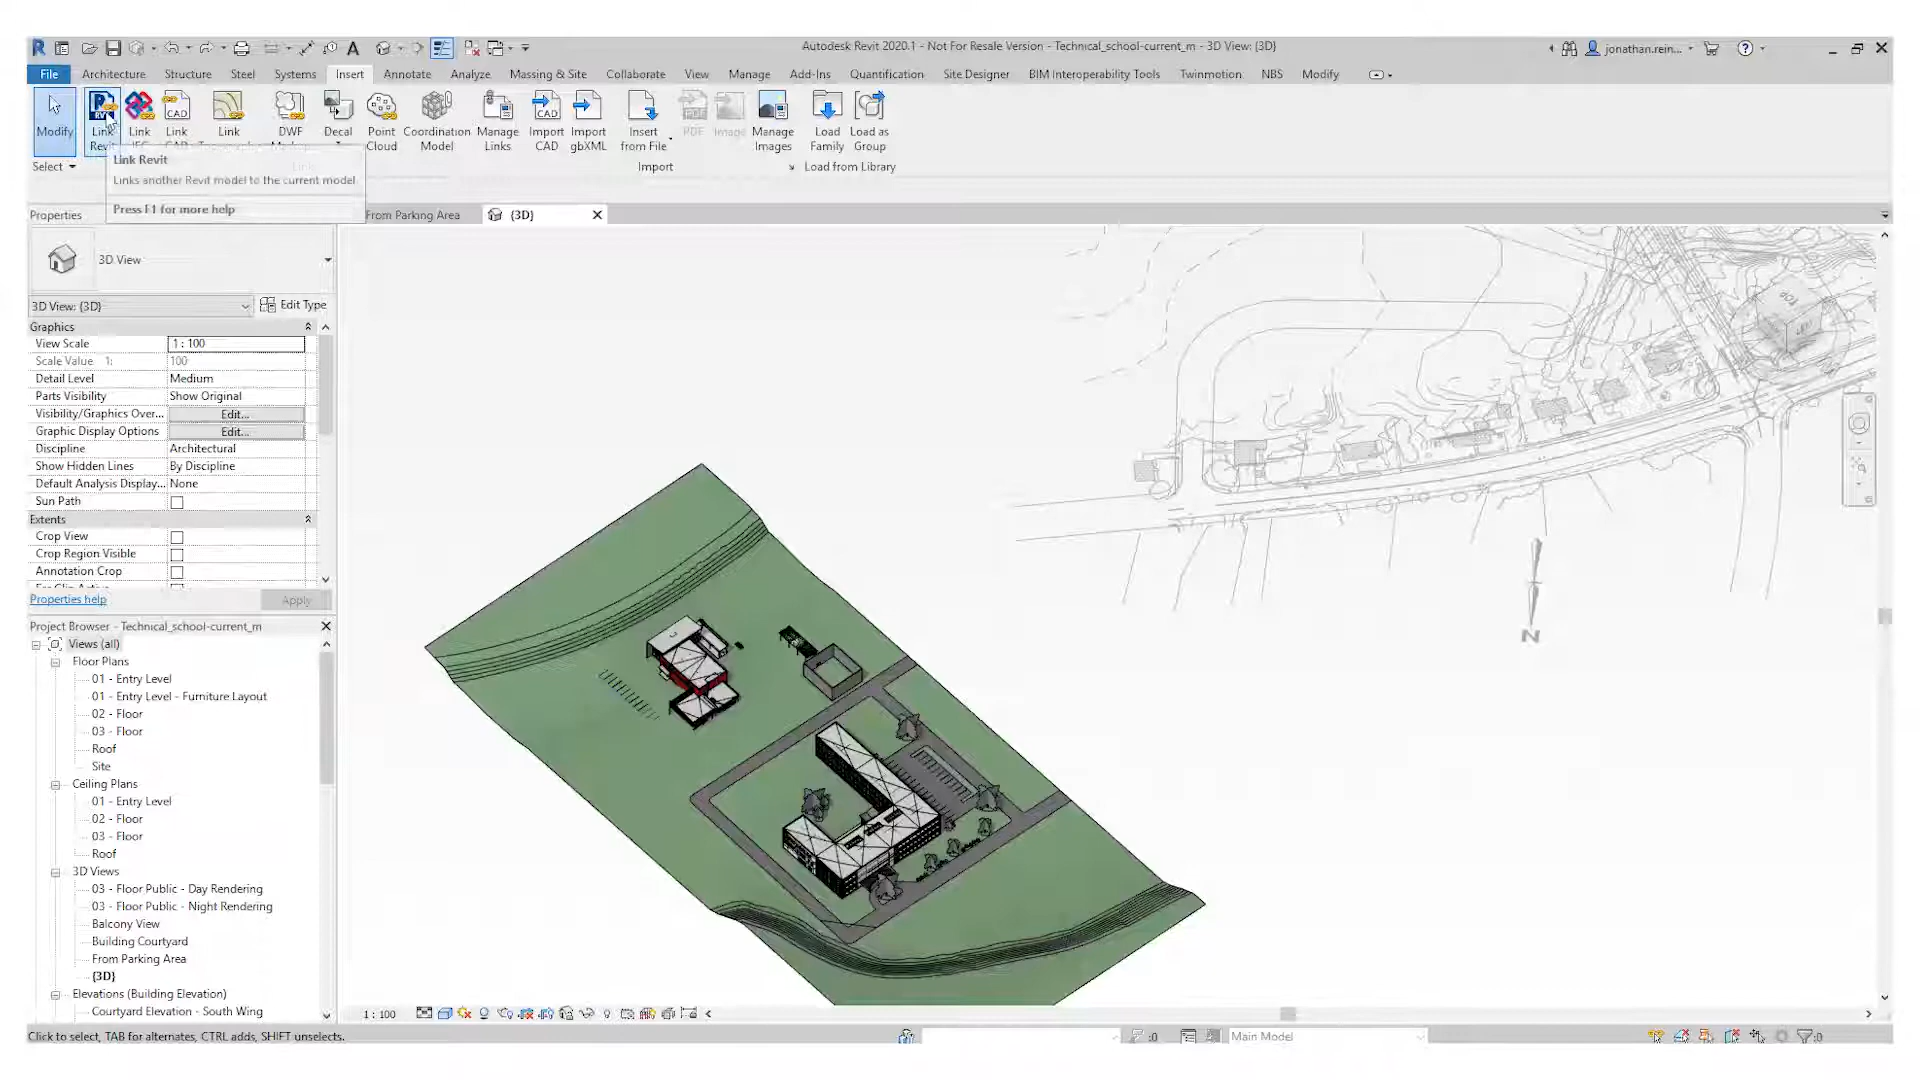 Autodesk Revit 2020.1 - Not For Resale Version - Technical_school-current_m - 3D View: {3D}
jonathan.rein...
File Architecture Structure Steel Systems Insert Annotate Analyze Massing & Site Collaborate View Manage Add-Ins Quantification Site Designer BIM Interoperability Tools Twinmotion NBS Modify
Modify
Link
Revit
Link
Link
Link
DWF
Decal
Point
Cloud
Coordination
Model
Manage
Links
Import
CAD
Import
gbXML
Insert
from File
PDF
Image
Manage
Images
Load
Family
Load as
Group
Select
Import
Load from Library
Link Revit
Links another Revit model to the current model
Press F1 for more help
Properties
From Parking Area
{3D}
3D View
3D View: {3D}
Edit Type
Graphics
View Scale 1 : 100
Scale Value 1: 100
Detail Level Medium
Parts Visibility Show Original
Visibility/Graphics Over... Edit...
Graphic Display Options Edit...
Discipline Architectural
Show Hidden Lines By Discipline
Default Analysis Display... None
Sun Path
Extents
Crop View
Crop Region Visible
Annotation Crop
Properties help
Apply
Project Browser - Technical_school-current_m
Views (all)
Floor Plans
01 - Entry Level
01 - Entry Level - Furniture Layout
02 - Floor
03 - Floor
Roof
Site
Ceiling Plans
01 - Entry Level
02 - Floor
03 - Floor
Roof
3D Views
03 - Floor Public - Day Rendering
03 - Floor Public - Night Rendering
Balcony View
Building Courtyard
From Parking Area
{3D}
Elevations (Building Elevation)
Courtyard Elevation - South Wing
TOP
N
1 : 100
Click to select, TAB for alternates, CTRL adds, SHIFT unselects.
:0
Main Model
:0